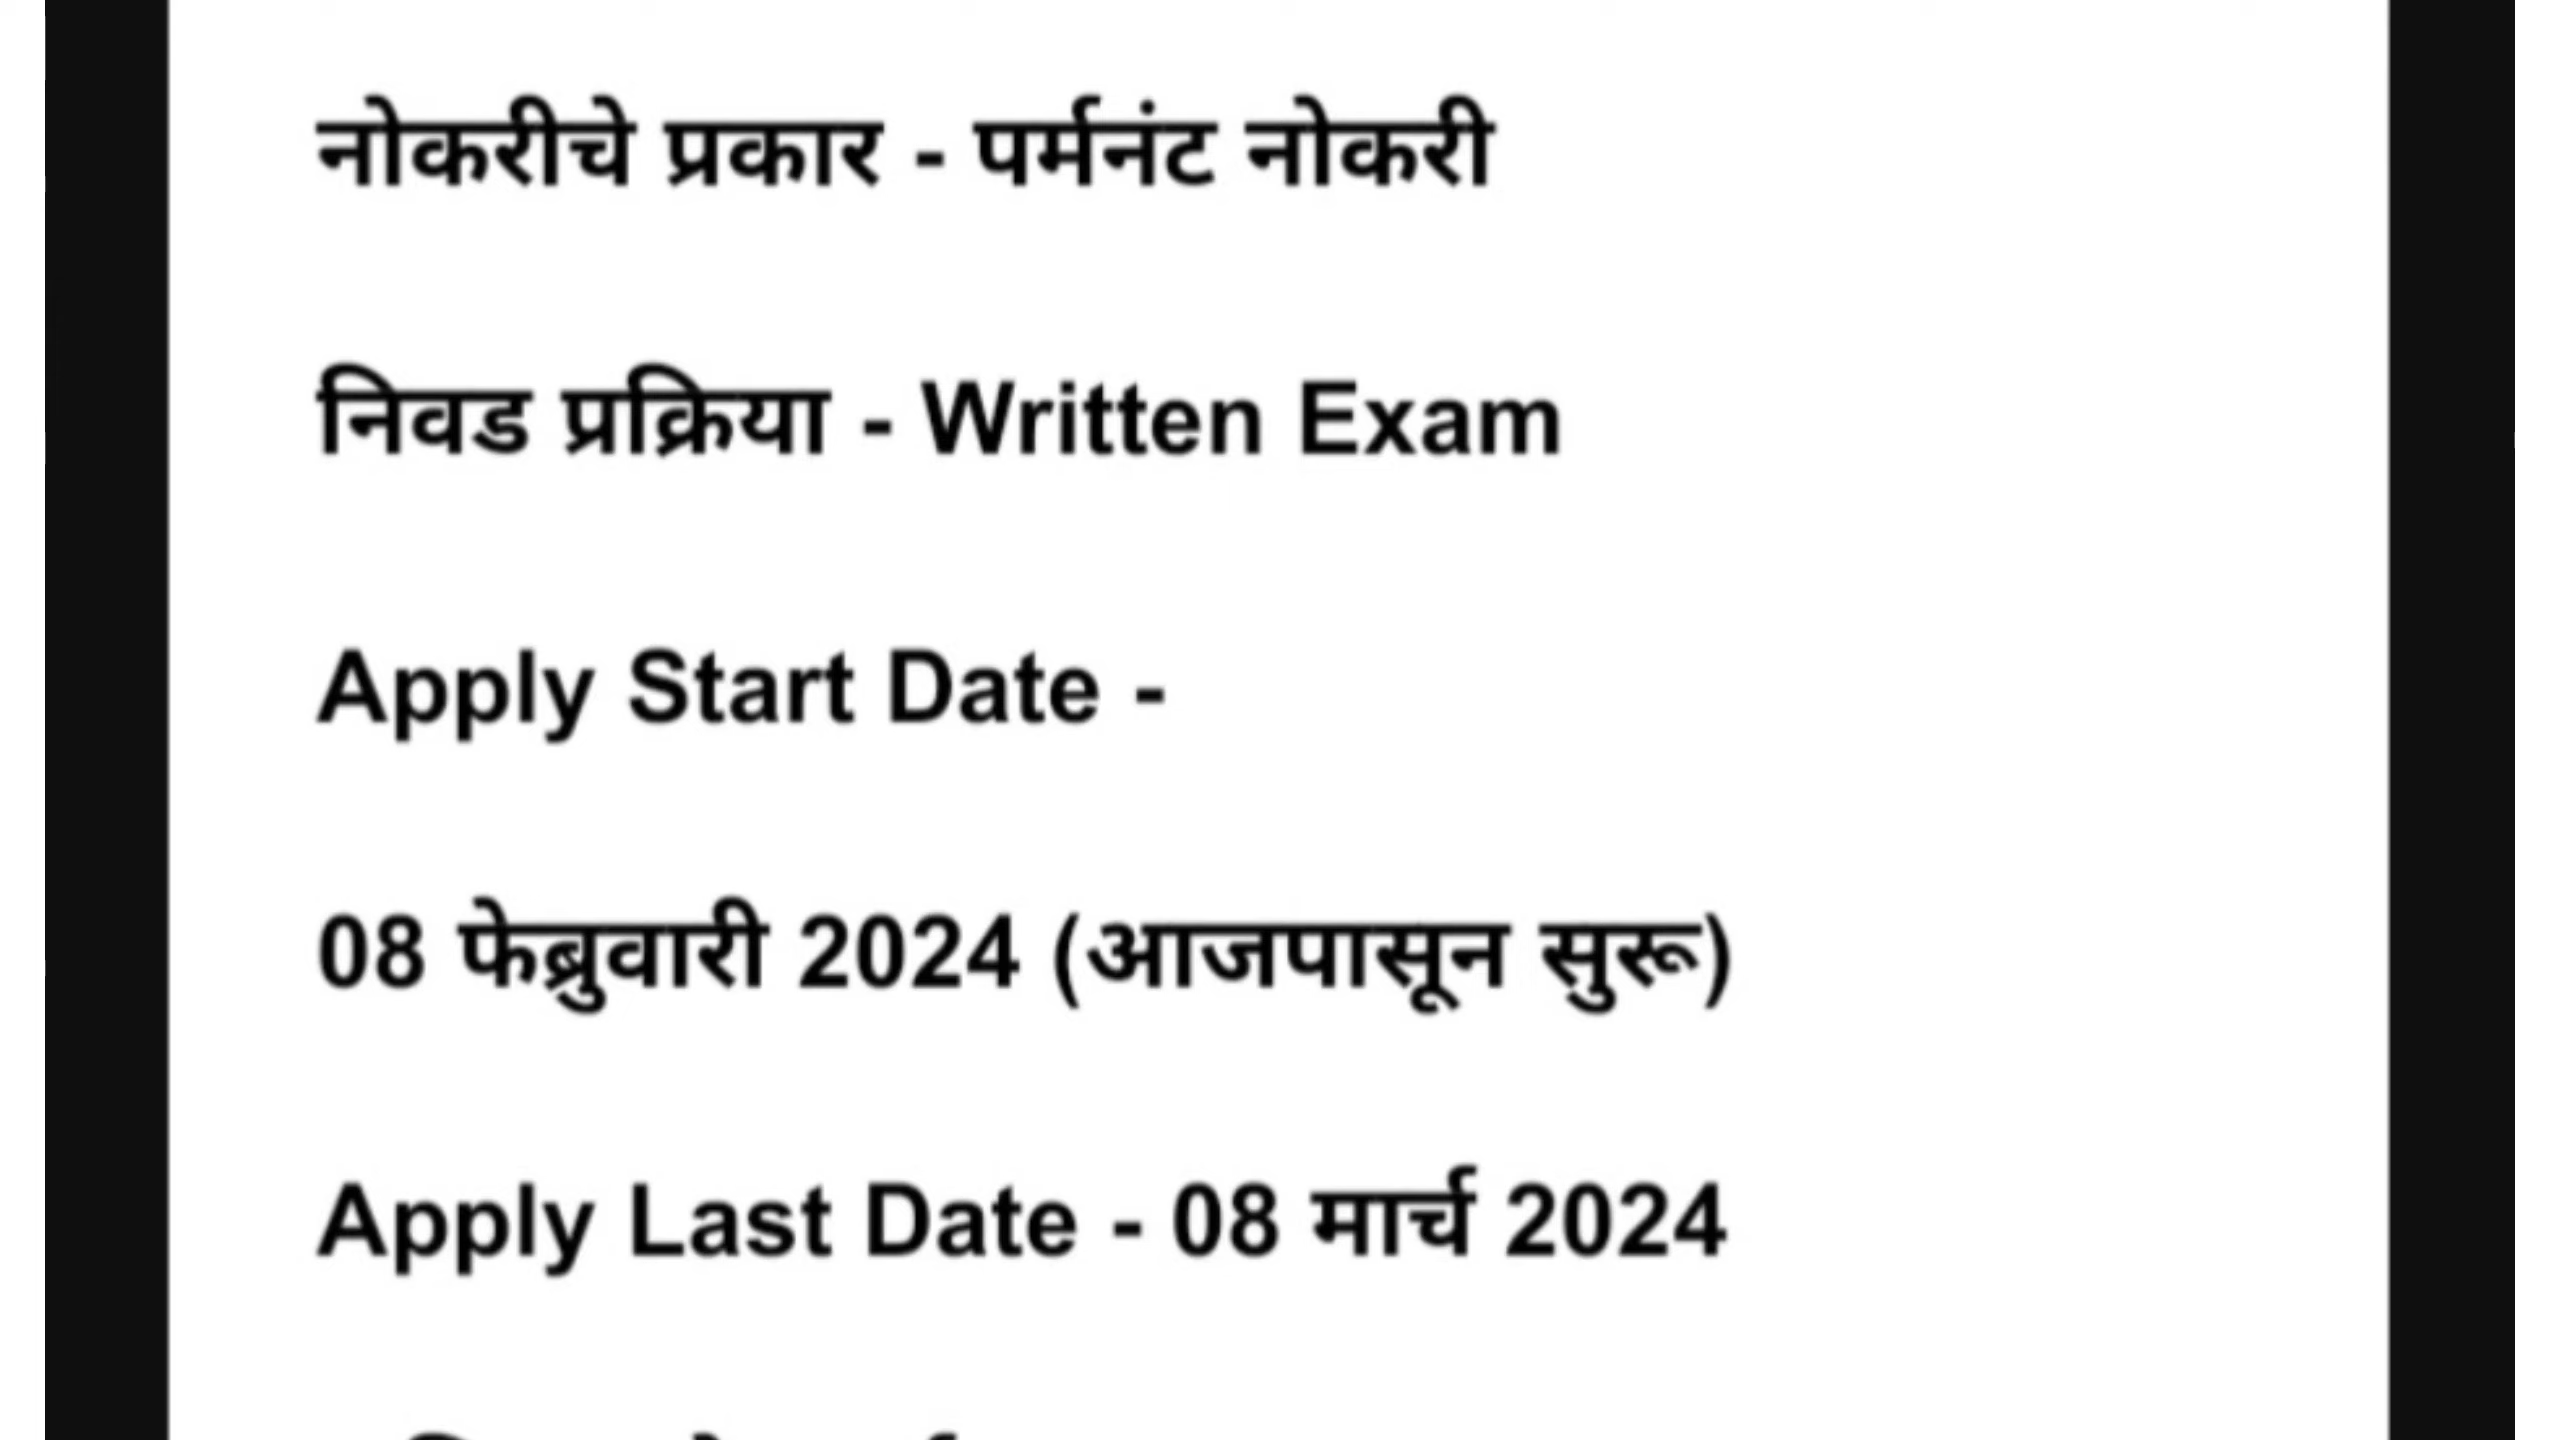 नोकरीचे प्रकार - पर्मनंट नोकरी
निवड प्रक्रिया - Written Exam
Apply Start Date -
08 फेब्रुवारी 2024 (आजपासून सुरू)
Apply Last Date - 08 मार्च 2024